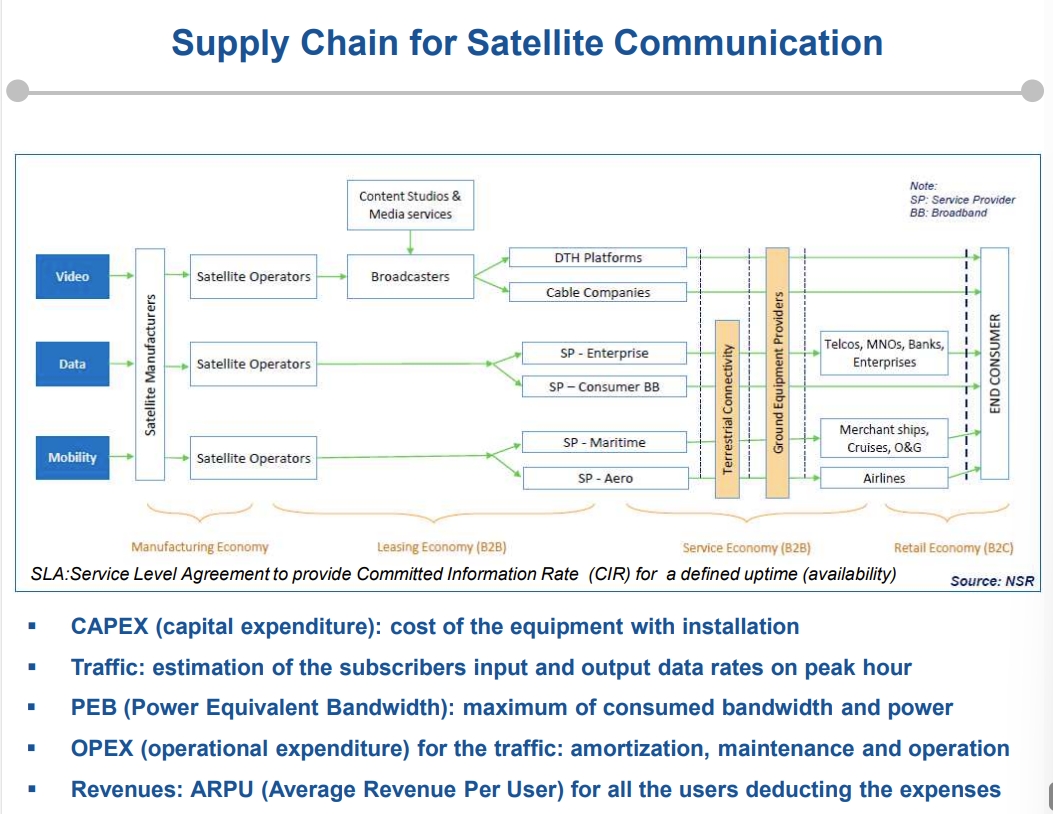 Supply Chain for Satellite Communication
Content Studios &
Media services
Note:
SP: Service Provider
BB: Broadband
Video
Satellite Manufacturers
Satellite Operators
Broadcasters
DTH Platforms
Cable Companies
Data
Satellite Operators
SP - Enterprise
SP – Consumer BB
Terrestrial Connectivity
Ground Equipment Providers
Telcos, MNOs, Banks,
Enterprises
END CONSUMER
Mobility
Satellite Operators
SP - Maritime
SP - Aero
Merchant ships,
Cruises, O&G
Airlines
Manufacturing Economy
Leasing Economy (B2B)
Service Economy (B2B)
Retail Economy (B2C)
SLA:Service Level Agreement to provide Committed Information Rate (CIR) for a defined uptime (availability)
Source: NSR
▪ CAPEX (capital expenditure): cost of the equipment with installation
▪ Traffic: estimation of the subscribers input and output data rates on peak hour
▪ PEB (Power Equivalent Bandwidth): maximum of consumed bandwidth and power
▪ OPEX (operational expenditure) for the traffic: amortization, maintenance and operation
▪ Revenues: ARPU (Average Revenue Per User) for all the users deducting the expenses